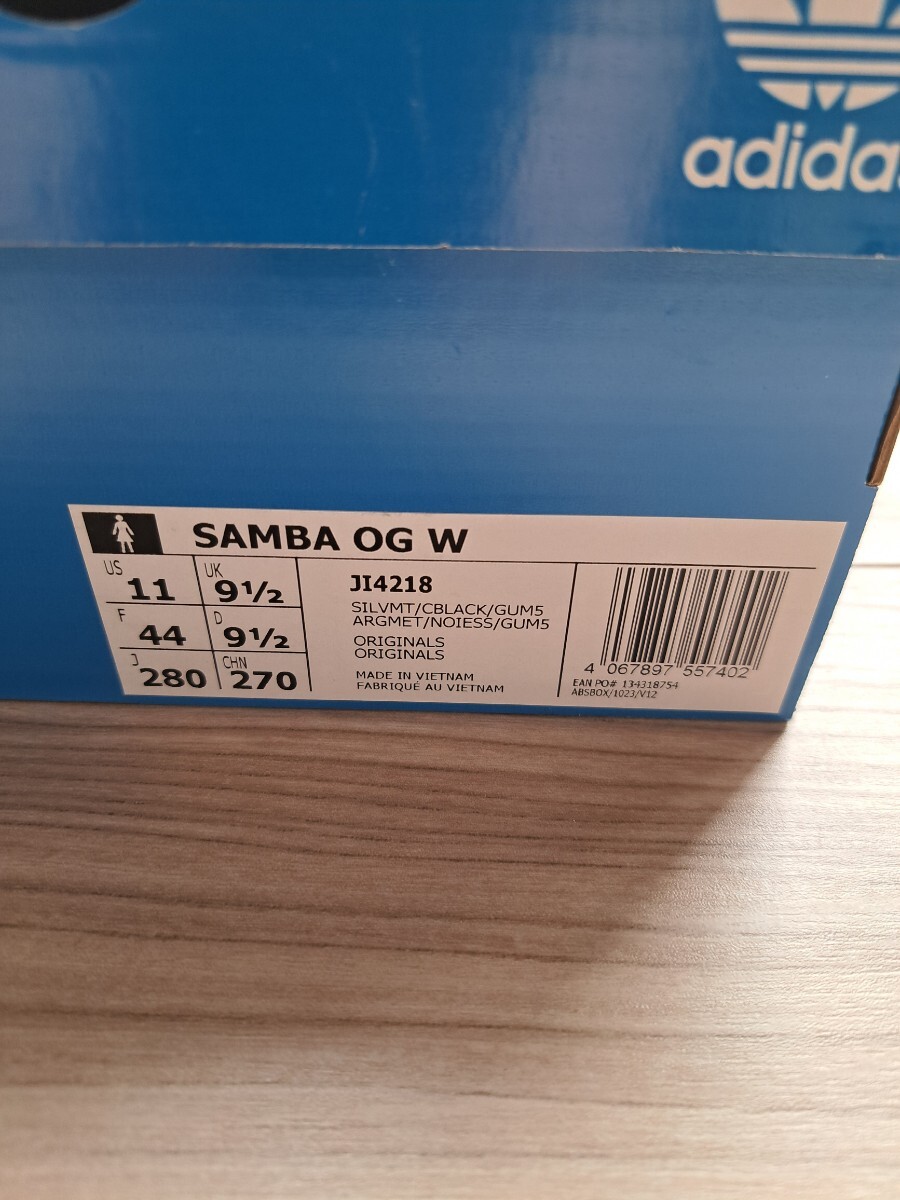 adidas
SAMBA OG W
US 11 UK 9½
F 44 D 9½
J 280 CHN 270
JI4218
SILVMT/CBLACK/GUM5
ARGMET/NOIESS/GUM5
ORIGINALS
ORIGINALS
MADE IN VIETNAM
FABRIQUÉ AU VIETNAM
4 067897 557402
EAN PO# 134318754
ABSBOX/1023/V12